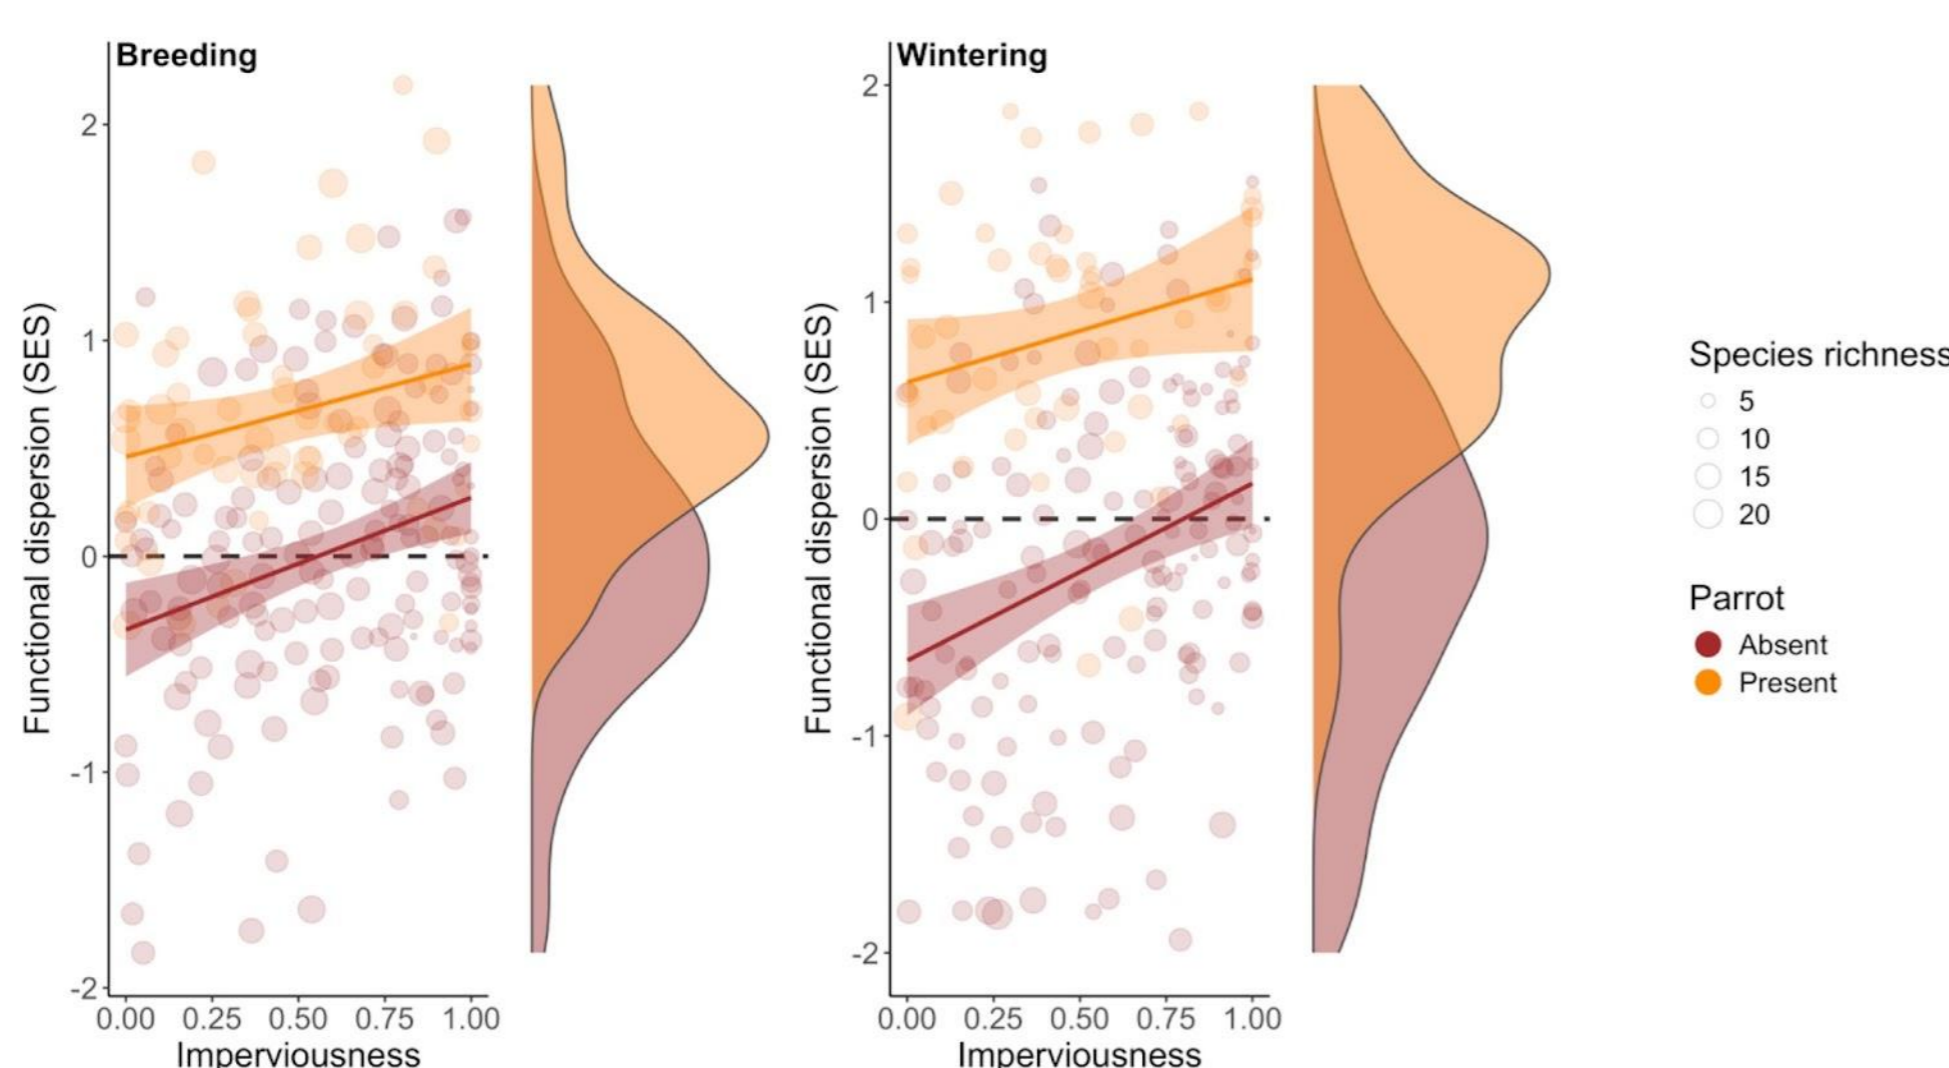 Breeding
Functional dispersion (SES)
2
1
0
-1
-2
0.00 0.25 0.50 0.75 1.00
Imperviousness
Wintering
Functional dispersion (SES)
2
1
0
-1
-2
0.00 0.25 0.50 0.75 1.00
Imperviousness
Species richness
5
10
15
20
Parrot
Absent
Present